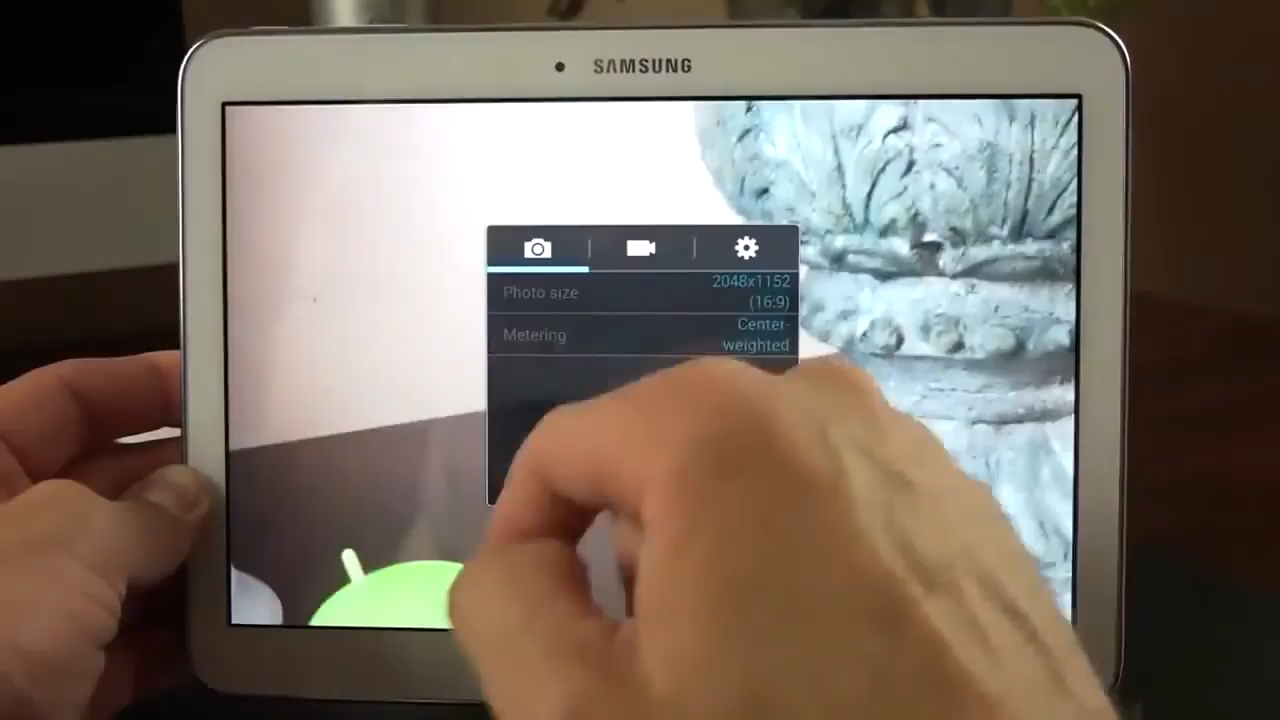 SAMSUNG
Photo size
2048x1152
(16:9)
Metering
Center-
weighted